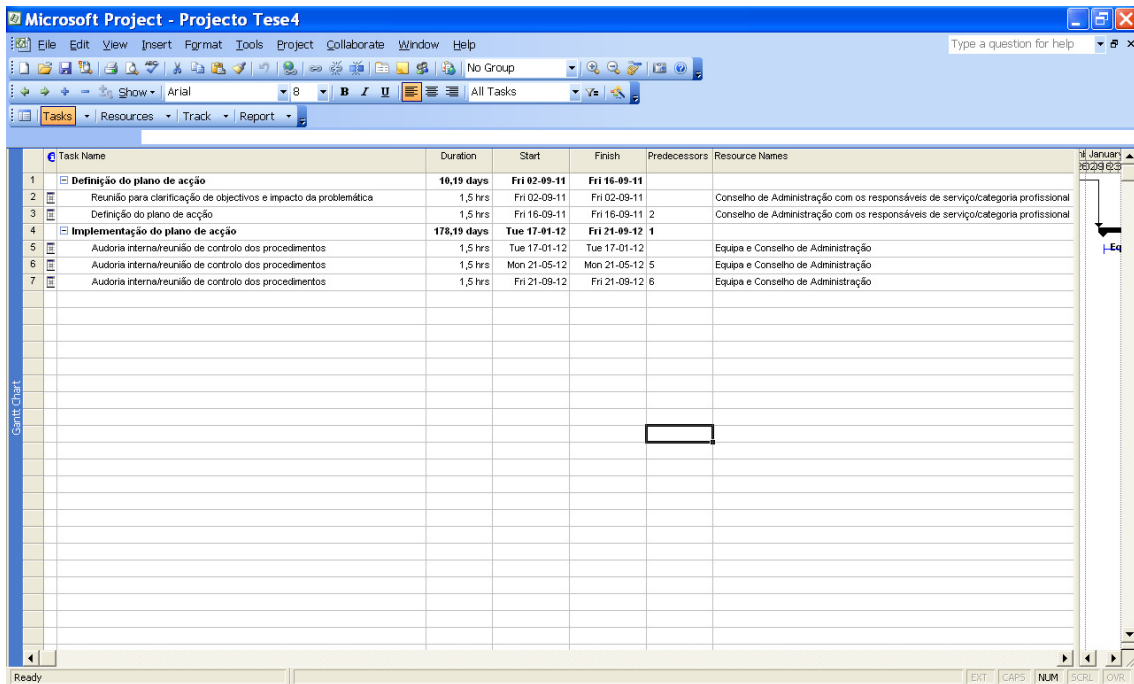 Microsoft Project - Projecto Tese4
File Edit View Insert Format Tools Project Collaborate Window Help Type a question for help
No Group
Show Arial 8 B I U All Tasks
Tasks Resources Track Report
Task Name Duration Start Finish Predecessors Resource Names January
1 Definição do plano de acção 10,19 days Fri 02-09-11 Fri 16-09-11
2 Reunião para clarificação de objectivos e impacto da problemática 1,5 hrs Fri 02-09-11 Fri 02-09-11 Conselho de Administração com os responsáveis de serviço/categoria profissional
3 Definição do plano de acção 1,5 hrs Fri 16-09-11 Fri 16-09-11 2 Conselho de Administração com os responsáveis de serviço/categoria profissional
4 Implementação do plano de acção 178,19 days Tue 17-01-12 Fri 21-09-12 1
5 Audoria interna/reunião de controlo dos procedimentos 1,5 hrs Tue 17-01-12 Tue 17-01-12 Equipa e Conselho de Administração Eq
6 Audoria interna/reunião de controlo dos procedimentos 1,5 hrs Mon 21-05-12 Mon 21-05-12 5 Equipa e Conselho de Administração
7 Audoria interna/reunião de controlo dos procedimentos 1,5 hrs Fri 21-09-12 Fri 21-09-12 6 Equipa e Conselho de Administração
Gantt Chart
Ready EXT CAPS NUM SCRL OVR